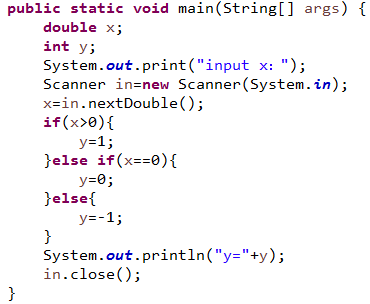 public static void main(String[] args) {
    double x;
    int y;
    System.out.print("input x：");
    Scanner in=new Scanner(System.in);
    x=in.nextDouble();
    if(x>0){
        y=1;
    }else if(x==0){
        y=0;
    }else{
        y=-1;
    }
    System.out.println("y="+y);
    in.close();
}